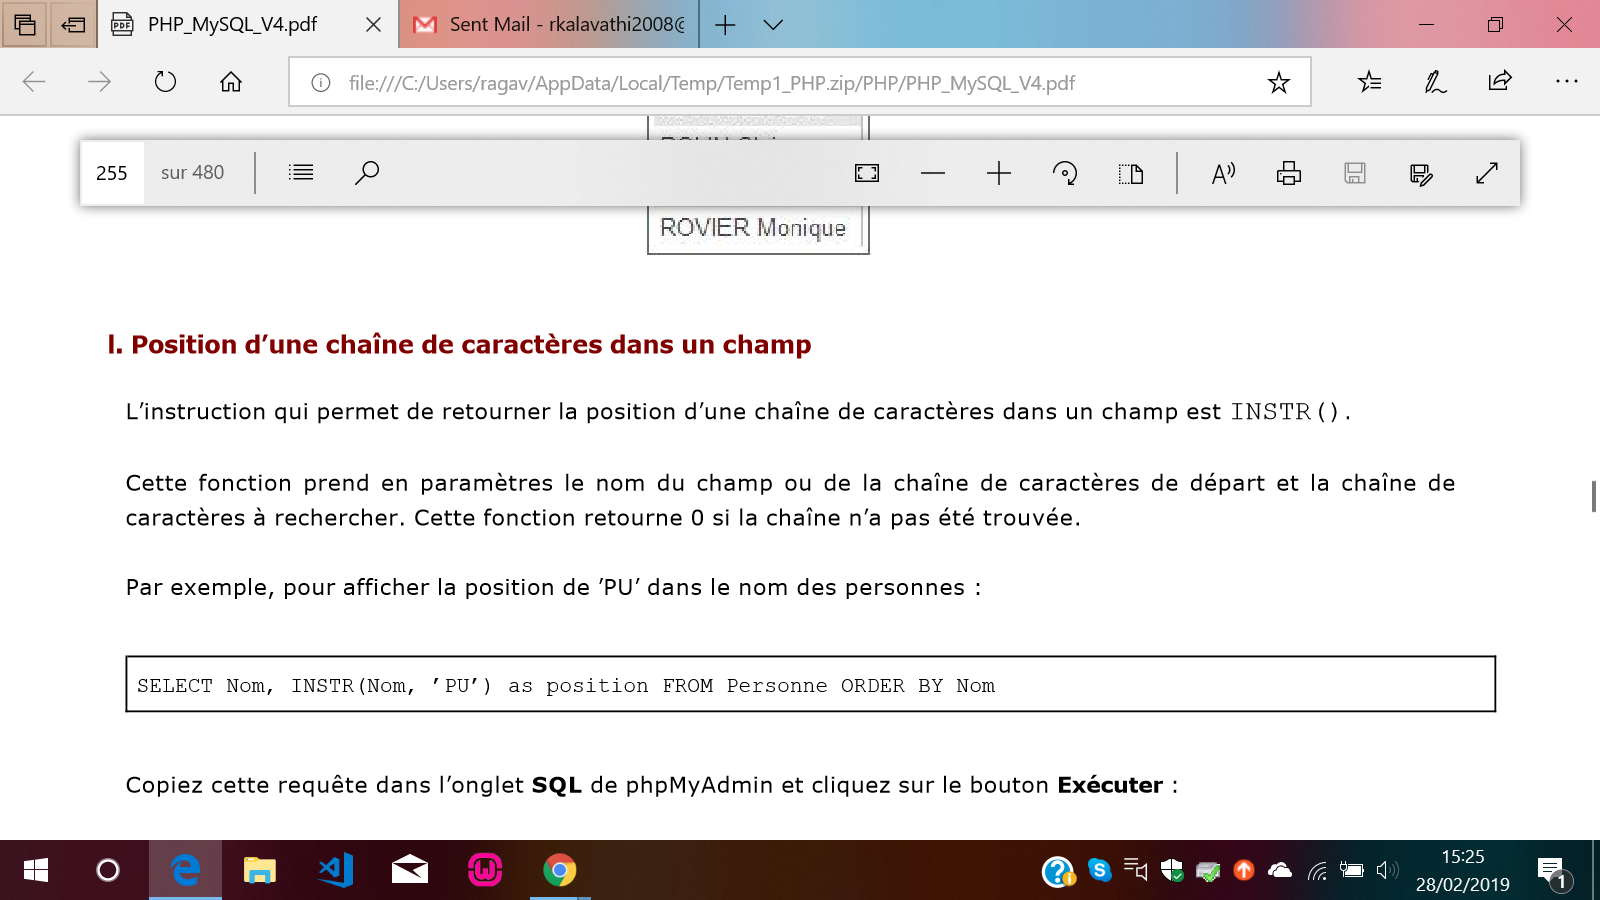 PHP_MySQL_V4.pdf
Sent Mail - rkalavathi2008@
file:///C:/Users/ragav/AppData/Local/Temp/Temp1_PHP.zip/PHP/PHP_MySQL_V4.pdf
255 sur 480
ROVIER Monique
l. Position d’une chaîne de caractères dans un champ
L’instruction qui permet de retourner la position d’une chaîne de caractères dans un champ est INSTR().
Cette fonction prend en paramètres le nom du champ ou de la chaîne de caractères de départ et la chaîne de
caractères à rechercher. Cette fonction retourne 0 si la chaîne n’a pas été trouvée.
Par exemple, pour afficher la position de ’PU’ dans le nom des personnes :
SELECT Nom, INSTR(Nom, ’PU’) as position FROM Personne ORDER BY Nom
Copiez cette requête dans l’onglet SQL de phpMyAdmin et cliquez sur le bouton Exécuter :
15:25
28/02/2019
1